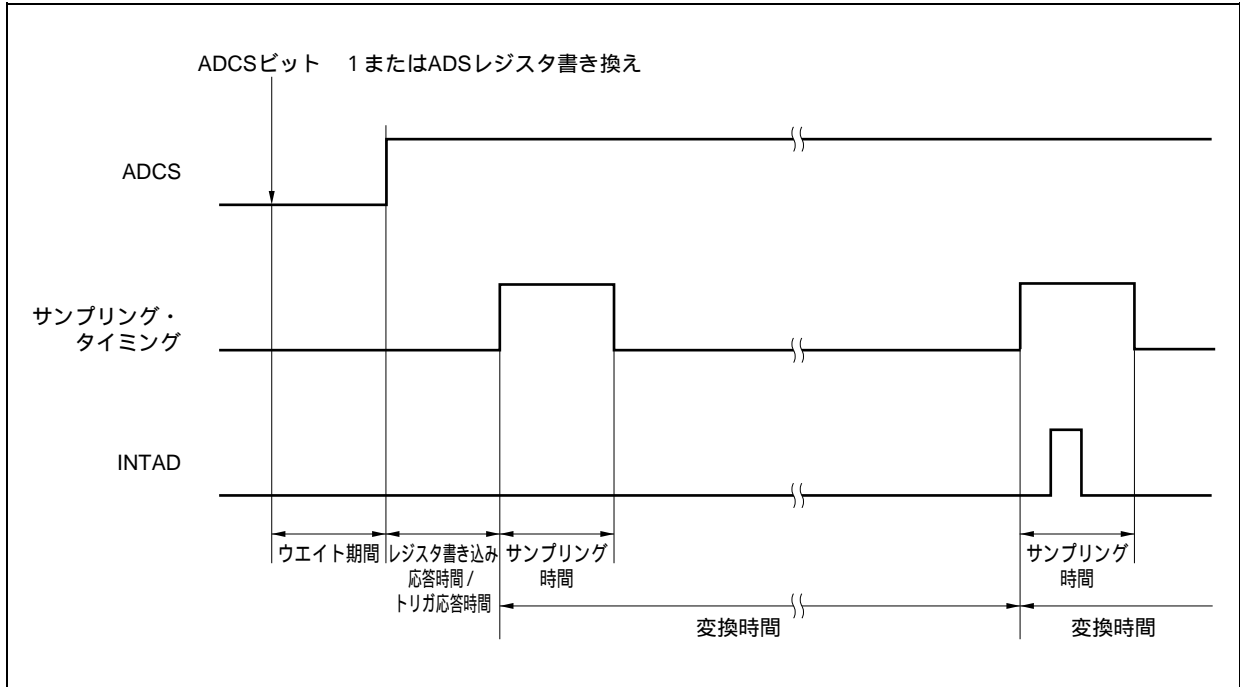 ADCSビット　1またはADSレジスタ書き換え
ADCS
サンプリング・
タイミング
INTAD
ウエイト期間
レジスタ書き込み
応答時間 /
トリガ応答時間
サンプリング
時間
サンプリング
時間
変換時間
変換時間